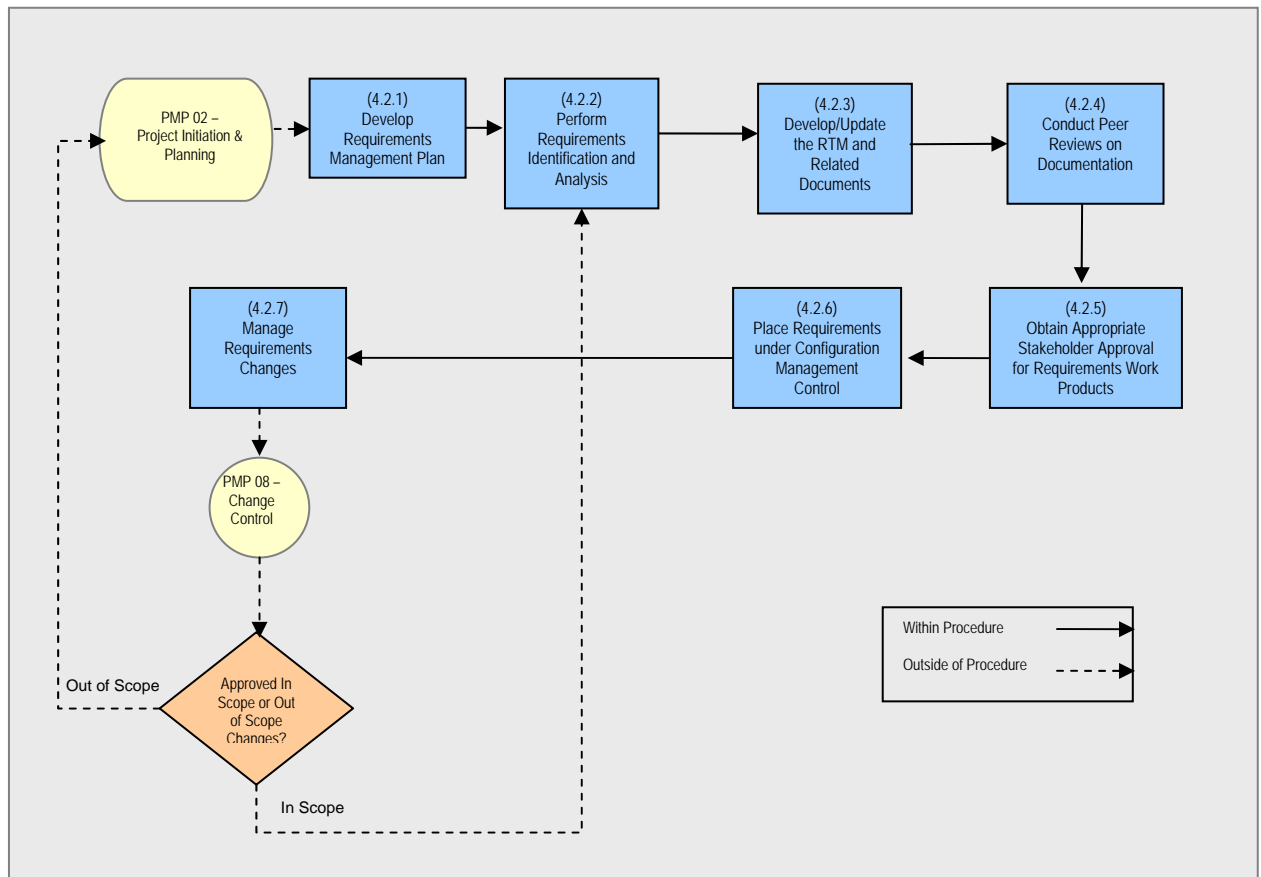 PMP 02 –
Project Initiation &
Planning
(4.2.1)
Develop
Requirements
Management Plan
(4.2.2)
Perform
Requirements
Identification and
Analysis
(4.2.3)
Develop/Update
the RTM and
Related
Documents
(4.2.4)
Conduct Peer
Reviews on
Documentation
(4.2.5)
Obtain Appropriate
Stakeholder Approval
for Requirements Work
Products
(4.2.6)
Place Requirements
under Configuration
Management
Control
(4.2.7)
Manage
Requirements
Changes
PMP 08 –
Change
Control
Approved In
Scope or Out
of Scope
Changes?
Out of Scope
In Scope
Within Procedure
Outside of Procedure